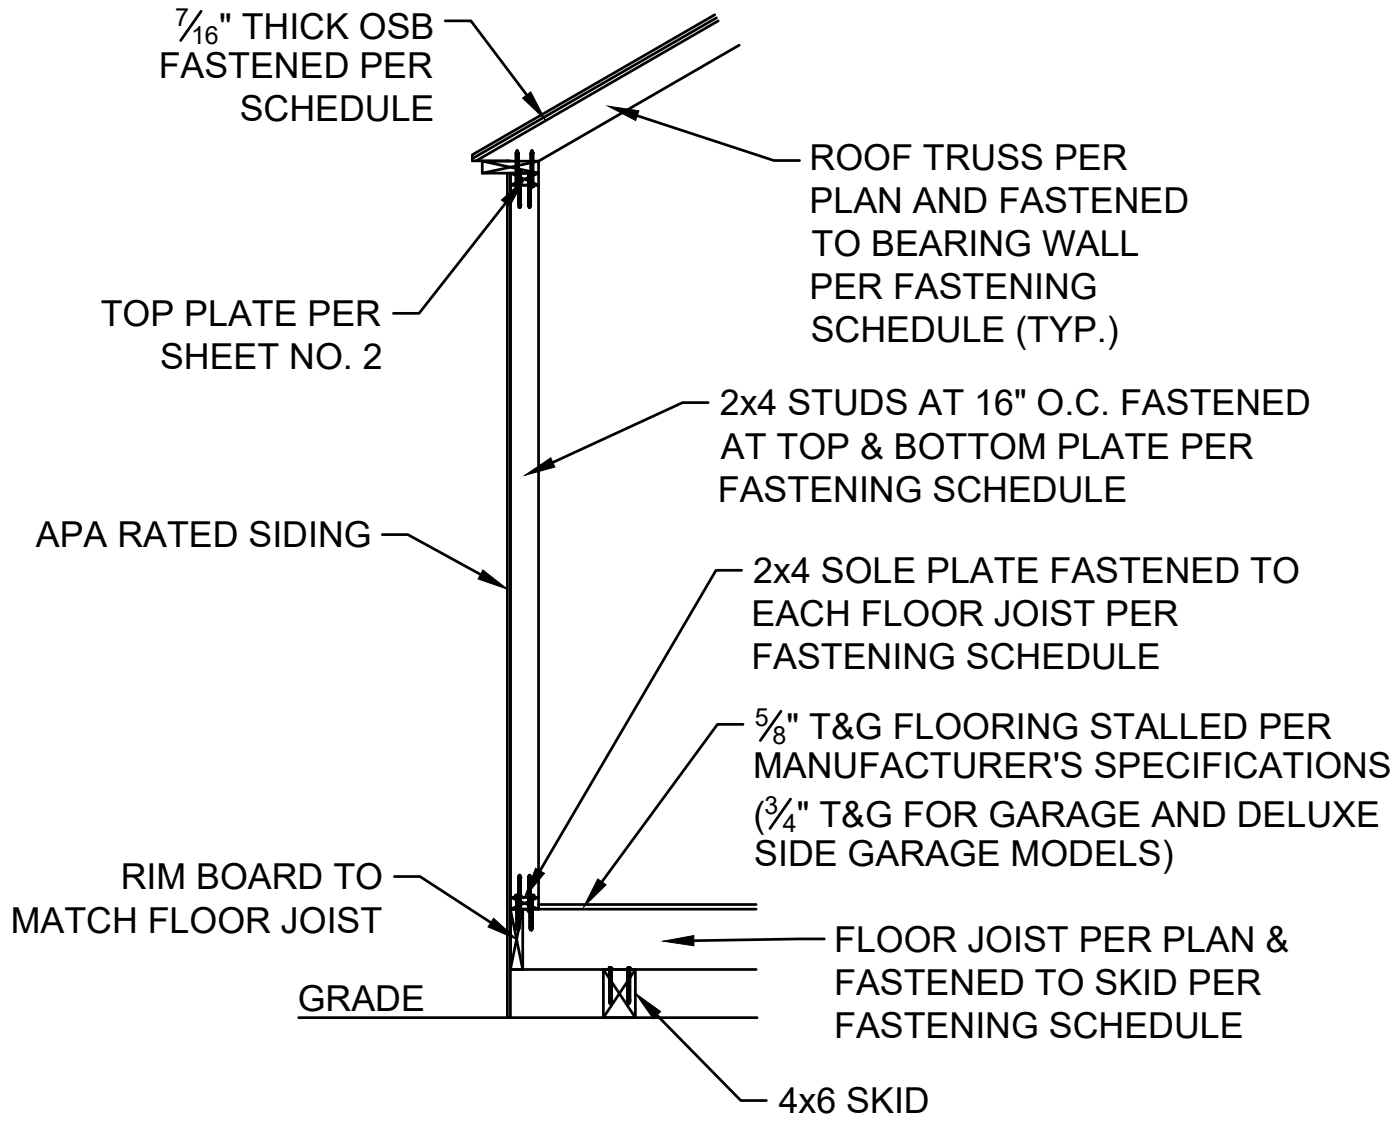 7/16" THICK OSB
FASTENED PER
SCHEDULE
ROOF TRUSS PER
PLAN AND FASTENED
TO BEARING WALL
PER FASTENING
SCHEDULE (TYP.)
TOP PLATE PER
SHEET NO. 2
2x4 STUDS AT 16" O.C. FASTENED
AT TOP & BOTTOM PLATE PER
FASTENING SCHEDULE
APA RATED SIDING
2x4 SOLE PLATE FASTENED TO
EACH FLOOR JOIST PER
FASTENING SCHEDULE
5/8" T&G FLOORING STALLED PER
MANUFACTURER'S SPECIFICATIONS
(3/4" T&G FOR GARAGE AND DELUXE
SIDE GARAGE MODELS)
RIM BOARD TO
MATCH FLOOR JOIST
FLOOR JOIST PER PLAN &
FASTENED TO SKID PER
FASTENING SCHEDULE
GRADE
4x6 SKID